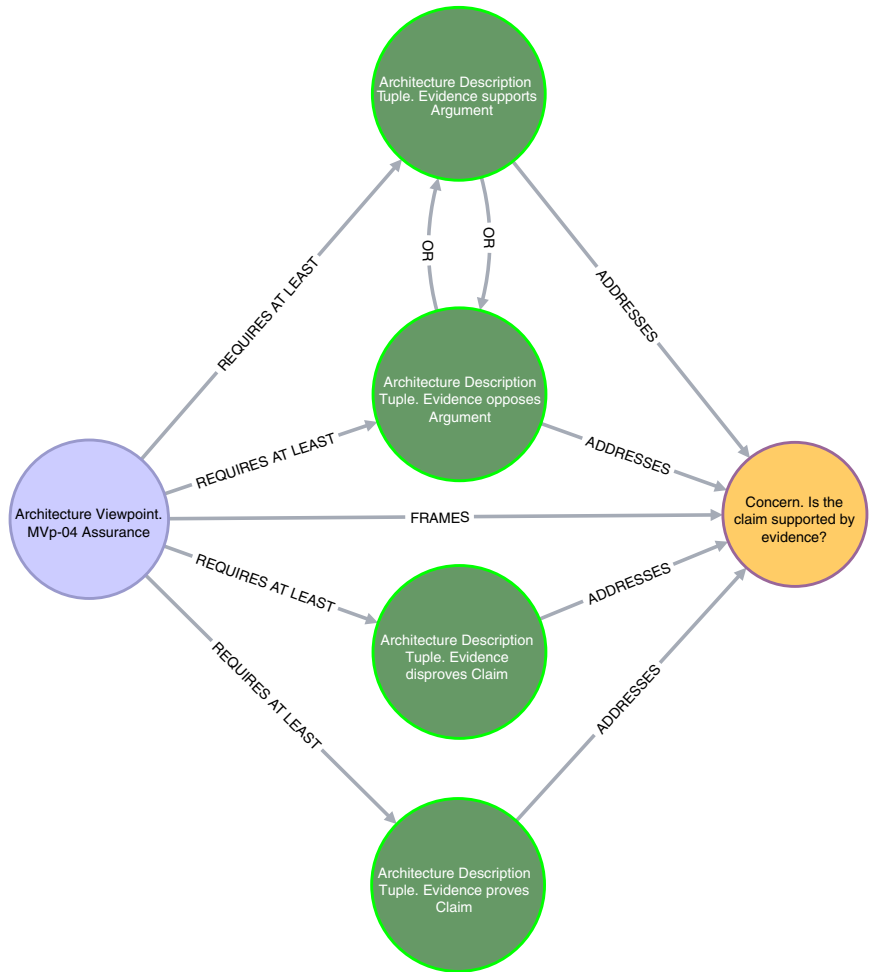 Architecture Description
Tuple. Evidence supports
Argument
OR
OR
REQUIRES AT LEAST
ADDRESSES
Architecture Description
Tuple. Evidence opposes
Argument
REQUIRES AT LEAST
ADDRESSES
Architecture Viewpoint.
MVp-04 Assurance
FRAMES
Concern. Is the
claim supported by
evidence?
REQUIRES AT LEAST
ADDRESSES
Architecture Description
Tuple. Evidence
disproves Claim
REQUIRES AT LEAST
ADDRESSES
Architecture Description
Tuple. Evidence proves
Claim